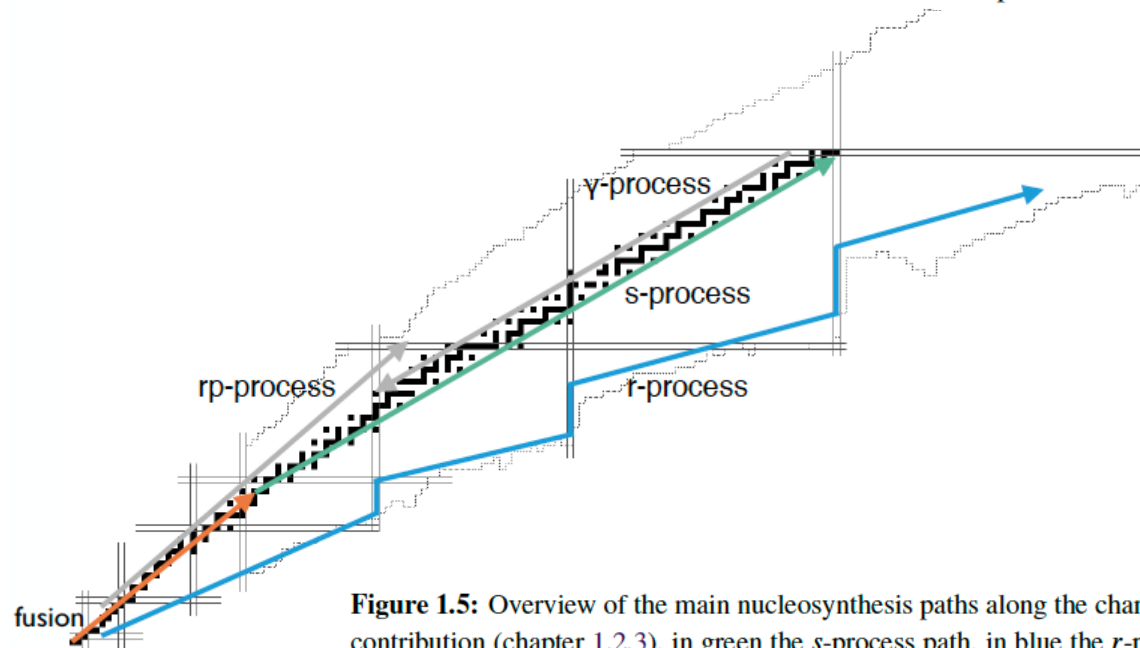 γ-process
s-process
rp-process
r-process
fusion
Figure 1.5: Overview of the main nucleosynthesis paths along the
contribution (chapter 1.2.3), in green the s-process path, in blue the